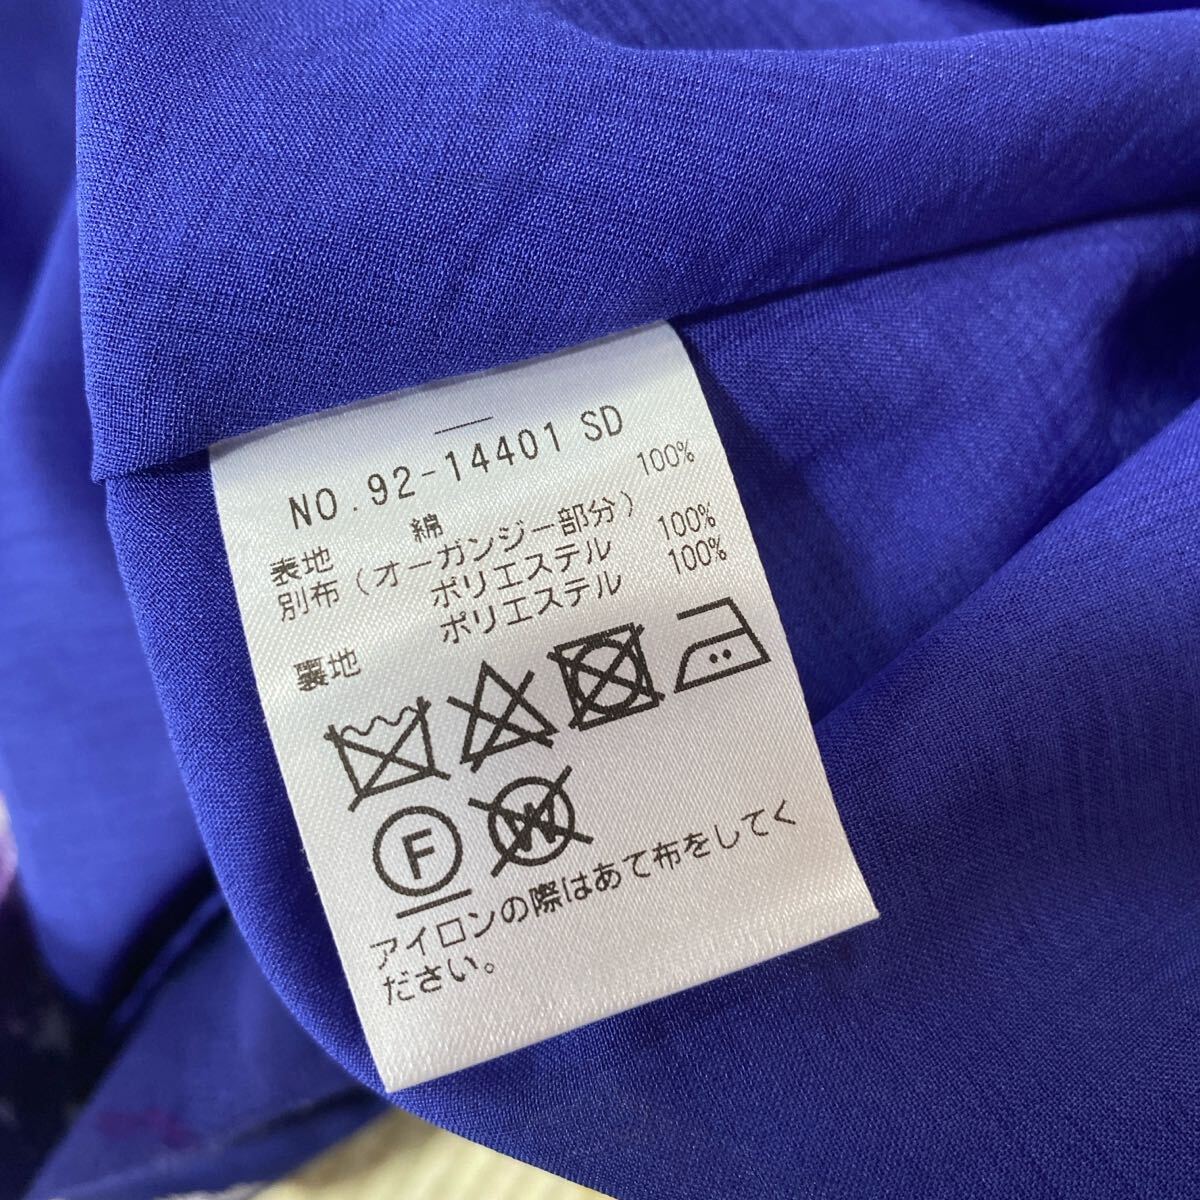 NO.92-14401 SD
表地 綿 100%
別布(オーガンジー部分)
ポリエステル 100%
裏地 ポリエステル 100%
F
W
アイロンの際はあて布をしてく
ださい。